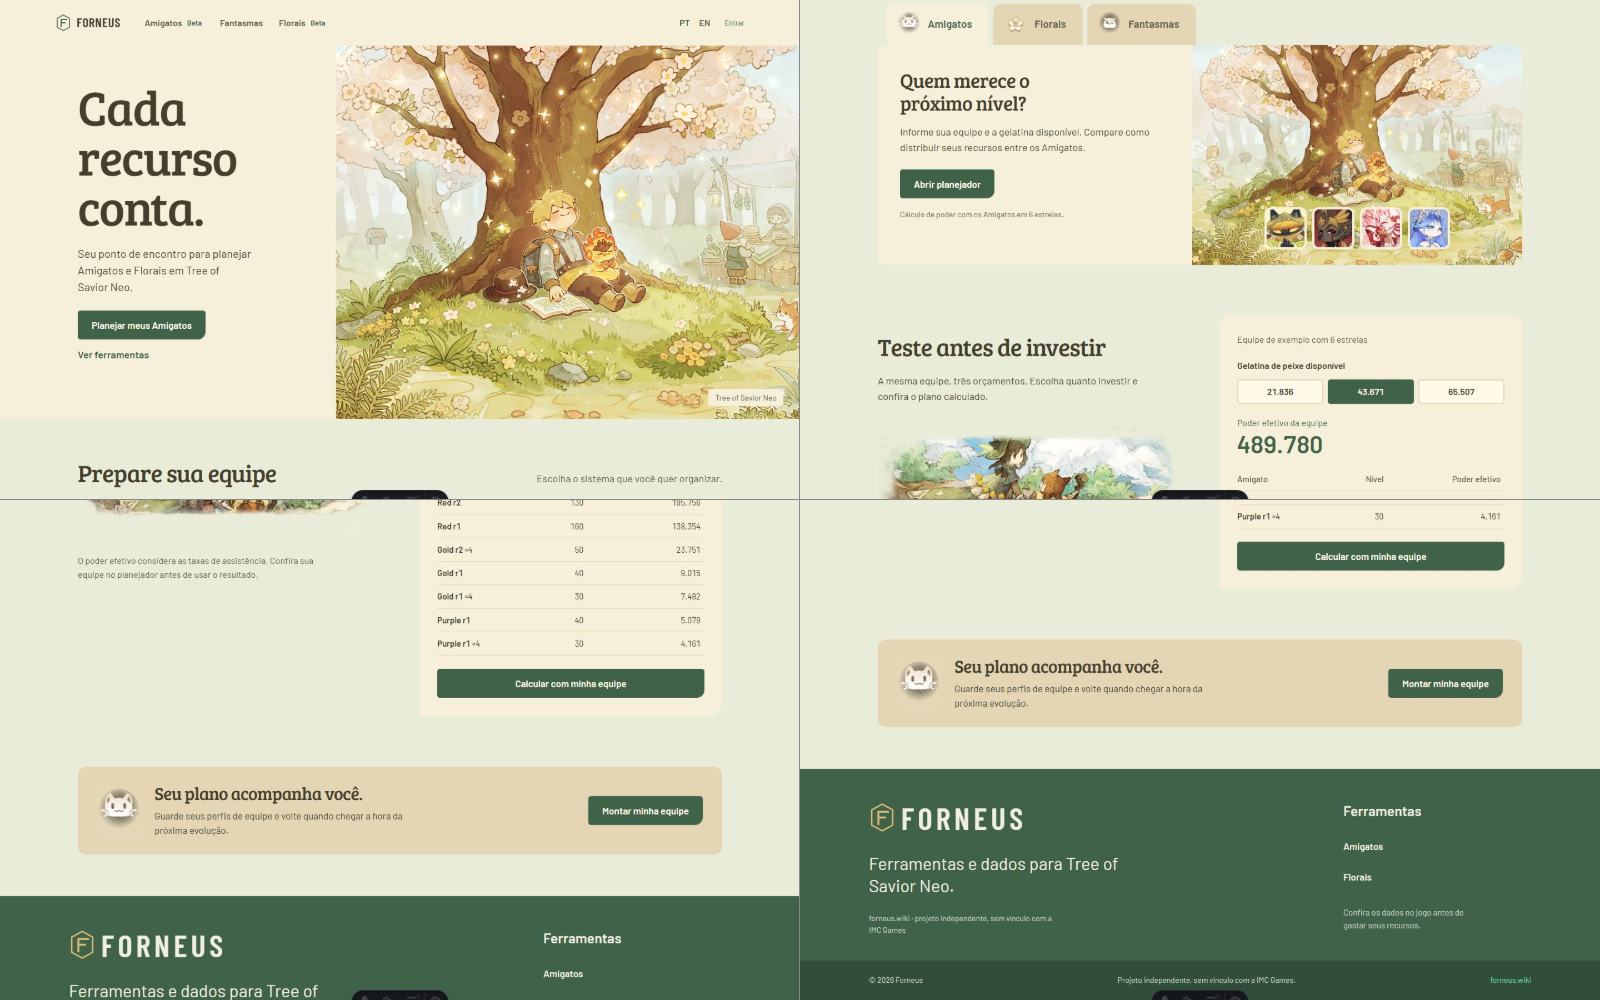 FORNEUS
Amigatos Beta
Fantasmas
Florais Beta
PT EN
Entrar
Cada
recurso
conta.
Seu ponto de encontro para planejar
Amigatos e Florais em Tree of
Savior Neo.
Planejar meus Amigatos
Ver ferramentas
Tree of Savior Neo
Prepare sua equipe
Escolha o sistema que você quer organizar.
Amigatos
Florais
Fantasmas
Quem merece o
próximo nível?
Informe sua equipe e a gelatina disponível. Compare como
distribuir seus recursos entre os Amigatos.
Abrir planejador
Cálculo de poder com os Amigatos em 6 estrelas.
Teste antes de investir
A mesma equipe, três orçamentos. Escolha quanto investir e
confira o plano calculado.
Equipe de exemplo com 6 estrelas
Gelatina de peixe disponível
21.836
43.671
65.507
Poder efetivo da equipe
489.780
Amigato Nível Poder efetivo
O poder efetivo considera as taxas de assistência. Confira sua
equipe no planejador antes de usar o resultado.
Red r2 130 195.756
Red r1 160 138.354
Gold r2 ×4 50 23.751
Gold r1 40 9.015
Gold r1 ×4 30 7.482
Purple r1 40 5.079
Purple r1 ×4 30 4.161
Calcular com minha equipe
Seu plano acompanha você.
Guarde seus perfis de equipe e volte quando chegar a hora da
próxima evolução.
Montar minha equipe
FORNEUS
Ferramentas e dados para Tree of
Ferramentas
Amigatos
Purple r1 ×4 30 4.161
Calcular com minha equipe
Seu plano acompanha você.
Guarde seus perfis de equipe e volte quando chegar a hora da
próxima evolução.
Montar minha equipe
FORNEUS
Ferramentas e dados para Tree of
Savior Neo.
forneus.wiki · projeto independente, sem vínculo com a
IMC Games
Ferramentas
Amigatos
Florais
Confira os dados no jogo antes de
gastar seus recursos.
© 2026 Forneus
Projeto independente, sem vínculo com a IMC Games.
forneus.wiki